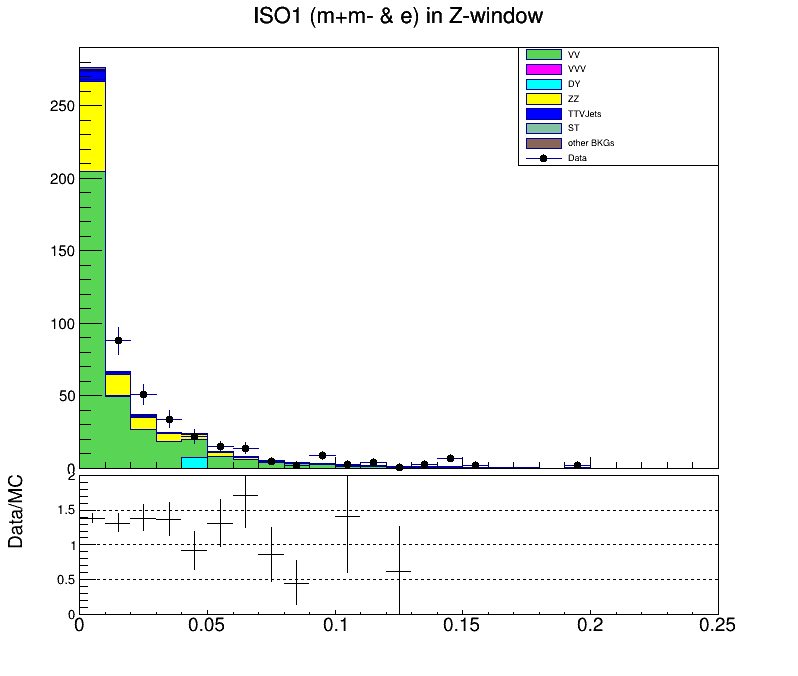 ISO1 (m+m- & e) in Z-window
VV
VVV
DY
ZZ
TTVJets
ST
other BKGs
Data
250
200
150
100
50
0
Data/MC
2
1.5
1
0.5
0
0 0.05 0.1 0.15 0.2 0.25